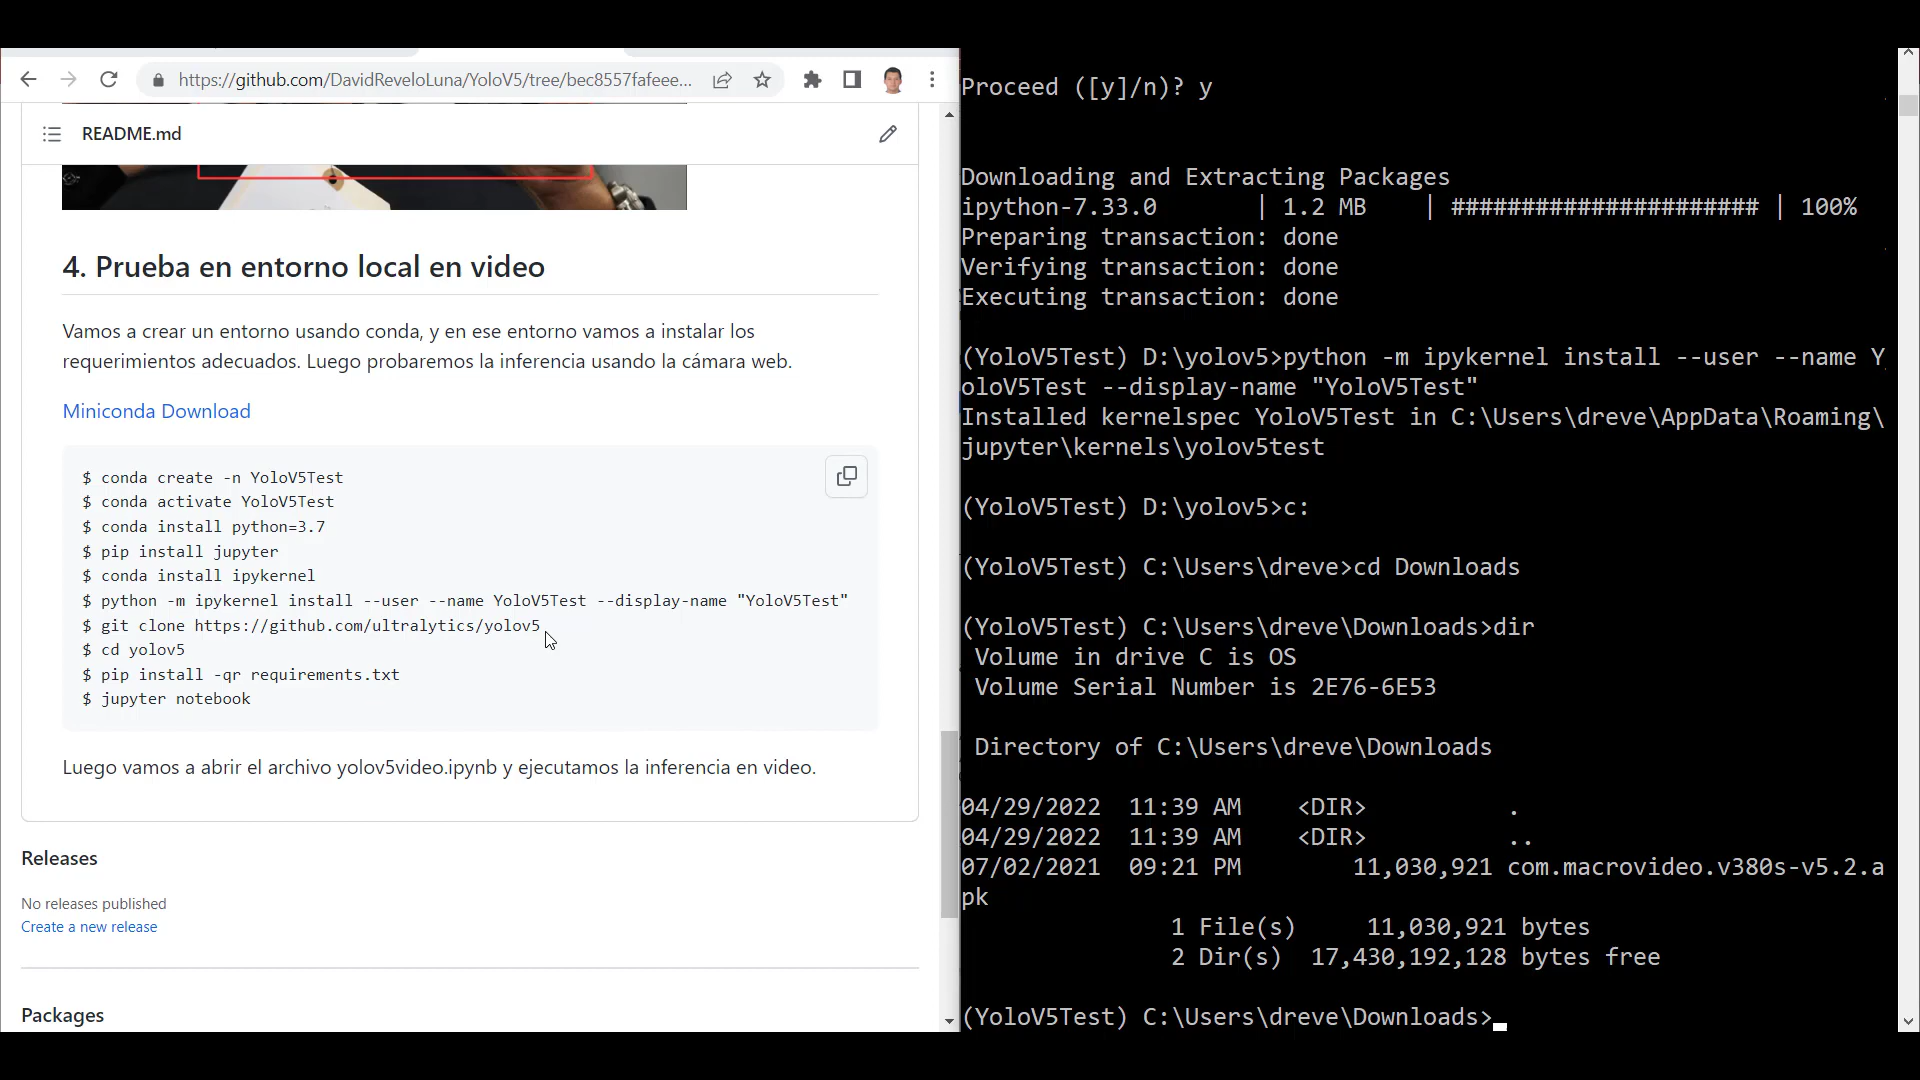 https://github.com/DavidReveloLuna/YoloV5/tree/bec8557fafeee...
README.md
4. Prueba en entorno local en video
Vamos a crear un entorno usando conda, y en ese entorno vamos a instalar los
requerimientos adecuados. Luego probaremos la inferencia usando la cámara web.
Miniconda Download
$ conda create -n YoloV5Test
$ conda activate YoloV5Test
$ conda install python=3.7
$ pip install jupyter
$ conda install ipykernel
$ python -m ipykernel install --user --name YoloV5Test --display-name "YoloV5Test"
$ git clone https://github.com/ultralytics/yolov5
$ cd yolov5
$ pip install -qr requirements.txt
$ jupyter notebook
Luego vamos a abrir el archivo yolov5video.ipynb y ejecutamos la inferencia en video.
Releases
No releases published
Create a new release
Packages
Proceed ([y]/n)? y
Downloading and Extracting Packages
ipython-7.33.0 | 1.2 MB | ###################### | 100%
Preparing transaction: done
Verifying transaction: done
Executing transaction: done
(YoloV5Test) D:\yolov5>python -m ipykernel install --user --name Y
oloV5Test --display-name "YoloV5Test"
Installed kernelspec YoloV5Test in C:\Users\dreve\AppData\Roaming\
jupyter\kernels\yolov5test
(YoloV5Test) D:\yolov5>c:
(YoloV5Test) C:\Users\dreve>cd Downloads
(YoloV5Test) C:\Users\dreve\Downloads>dir
Volume in drive C is OS
Volume Serial Number is 2E76-6E53
Directory of C:\Users\dreve\Downloads
04/29/2022 11:39 AM <DIR> .
04/29/2022 11:39 AM <DIR> ..
07/02/2021 09:21 PM 11,030,921 com.macrovideo.v380s-v5.2.a
pk
1 File(s) 11,030,921 bytes
2 Dir(s) 17,430,192,128 bytes free
(YoloV5Test) C:\Users\dreve\Downloads>